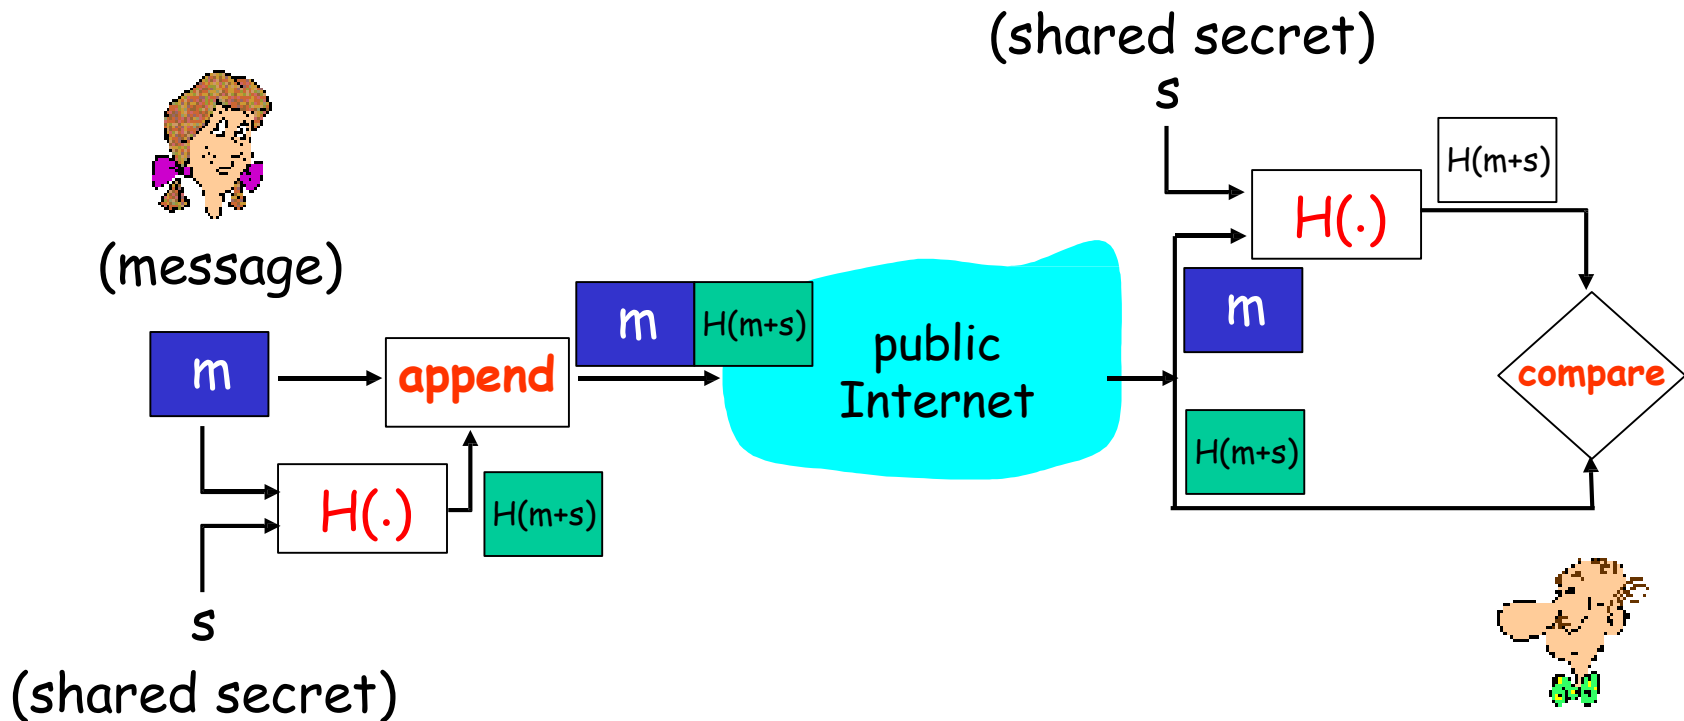 (shared secret)
s
H(m+s)
H(.)
(message)
m
H(m+s)
m
public
Internet
m
append
compare
H(m+s)
H(.)
H(m+s)
s
(shared secret)